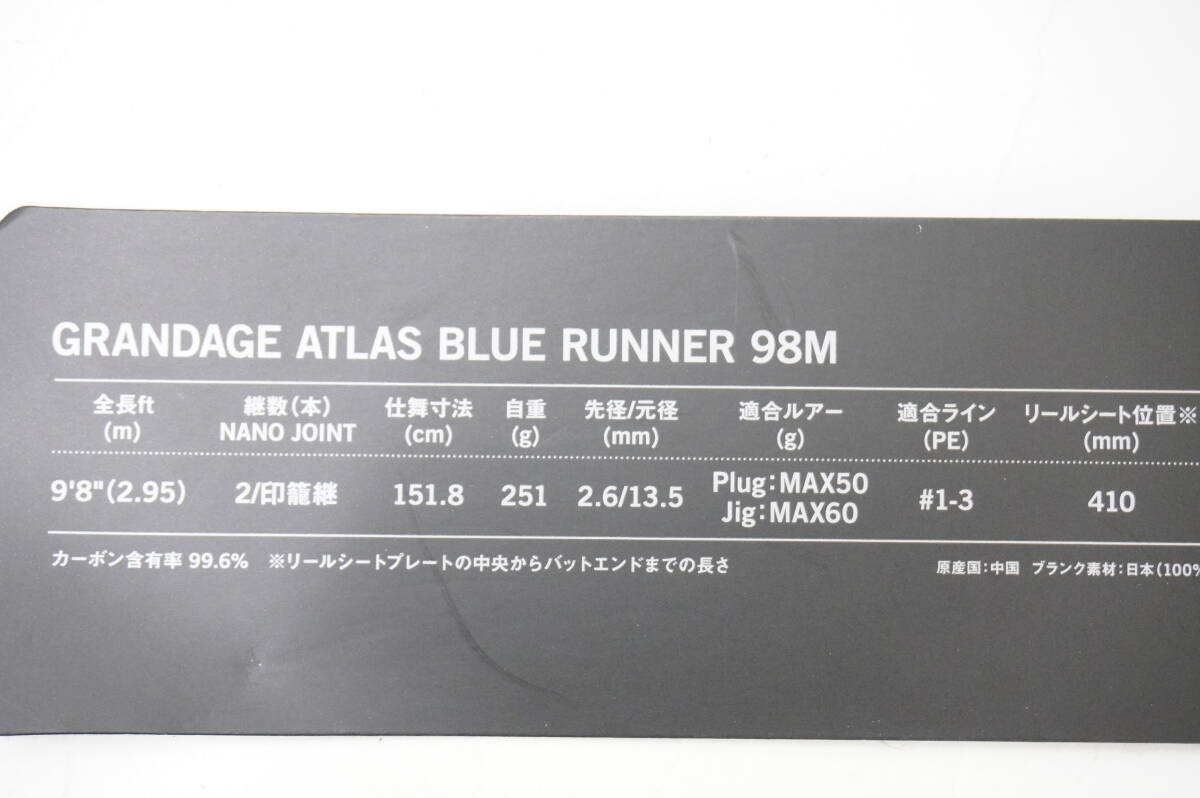 GRANDAGE ATLAS BLUE RUNNER 98M
全長ft 継数(本) 仕舞寸法 自重 先径/元径 適合ルアー 適合ライン リールシート位置※
(m) NANO JOINT (cm) (g) (mm) (g) (PE) (mm)
9'8"(2.95) 2/印籠継 151.8 251 2.6/13.5 Plug:MAX50 #1-3 410
Jig:MAX60
カーボン含有率 99.6% ※リールシートプレートの中央からバットエンドまでの長さ 原産国:中国 ブランク素材:日本(100%